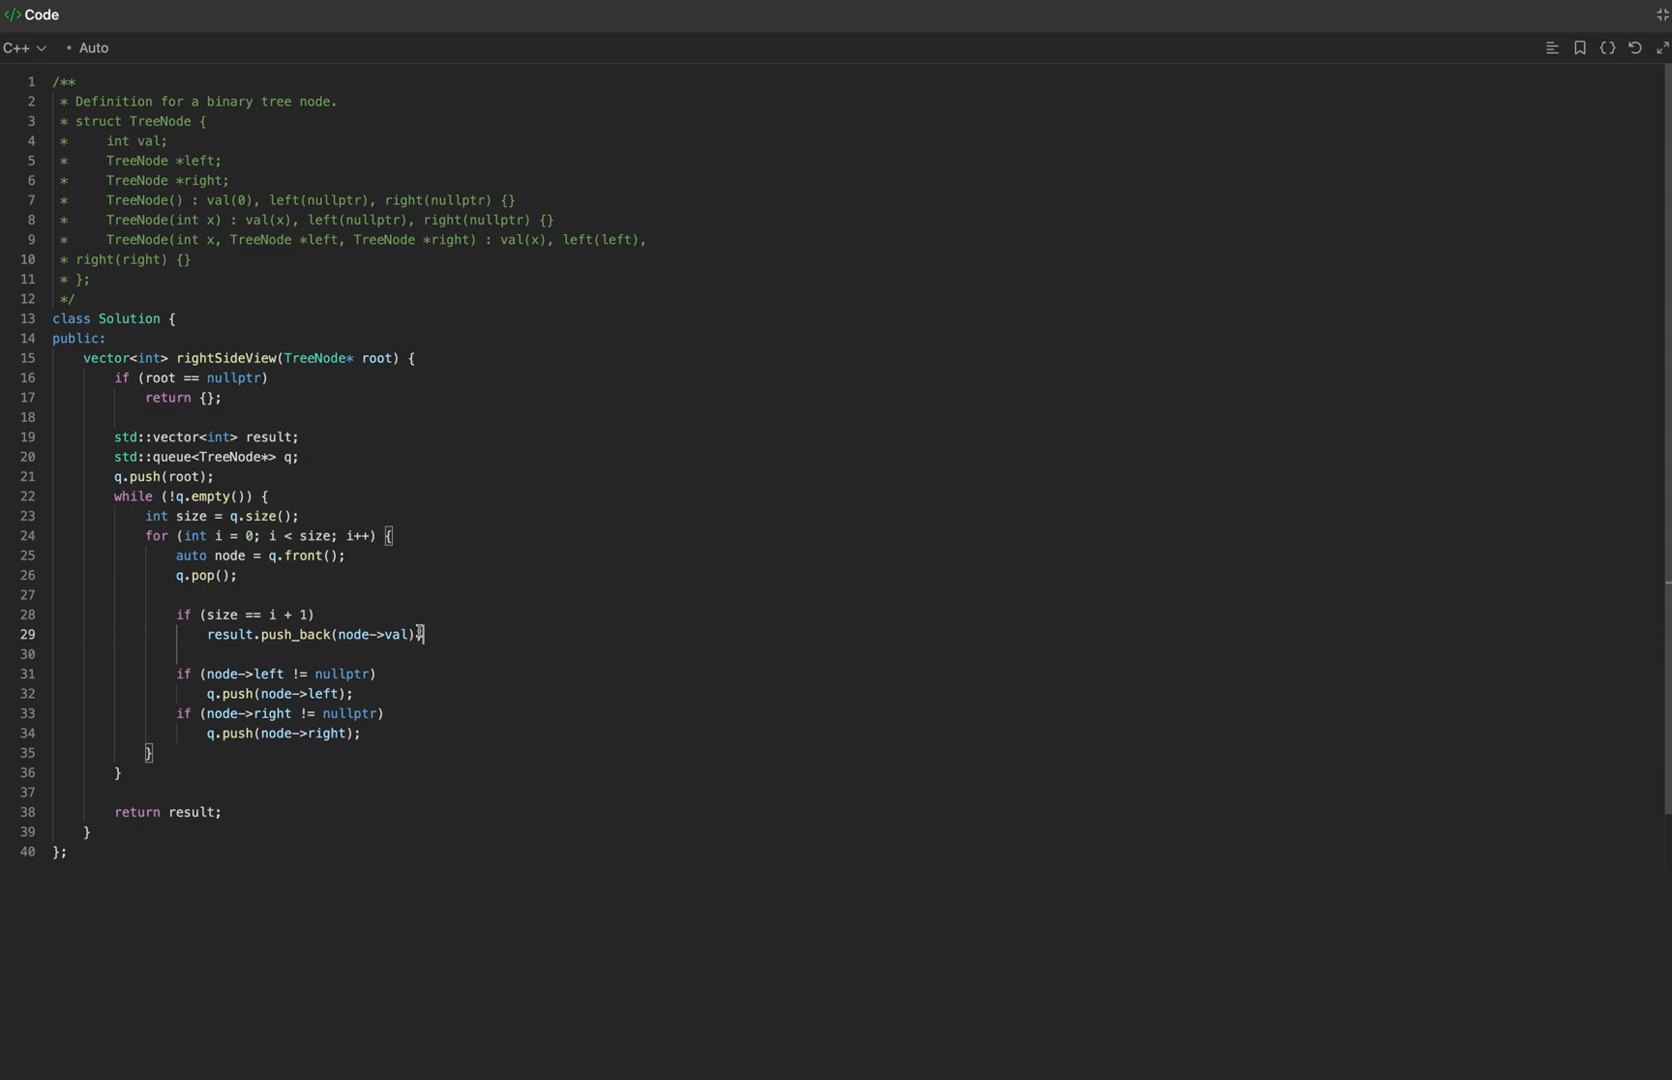 </> Code
C++ • Auto
1 /**
2 * Definition for a binary tree node.
3 * struct TreeNode {
4 *     int val;
5 *     TreeNode *left;
6 *     TreeNode *right;
7 *     TreeNode() : val(0), left(nullptr), right(nullptr) {}
8 *     TreeNode(int x) : val(x), left(nullptr), right(nullptr) {}
9 *     TreeNode(int x, TreeNode *left, TreeNode *right) : val(x), left(left),
10 * right(right) {}
11 * };
12 */
13 class Solution {
14 public:
15     vector<int> rightSideView(TreeNode* root) {
16         if (root == nullptr)
17             return {};
18
19         std::vector<int> result;
20         std::queue<TreeNode*> q;
21         q.push(root);
22         while (!q.empty()) {
23             int size = q.size();
24             for (int i = 0; i < size; i++) {
25                 auto node = q.front();
26                 q.pop();
27
28                 if (size == i + 1)
29                     result.push_back(node->val);
30
31                 if (node->left != nullptr)
32                     q.push(node->left);
33                 if (node->right != nullptr)
34                     q.push(node->right);
35             }
36         }
37
38         return result;
39     }
40 };